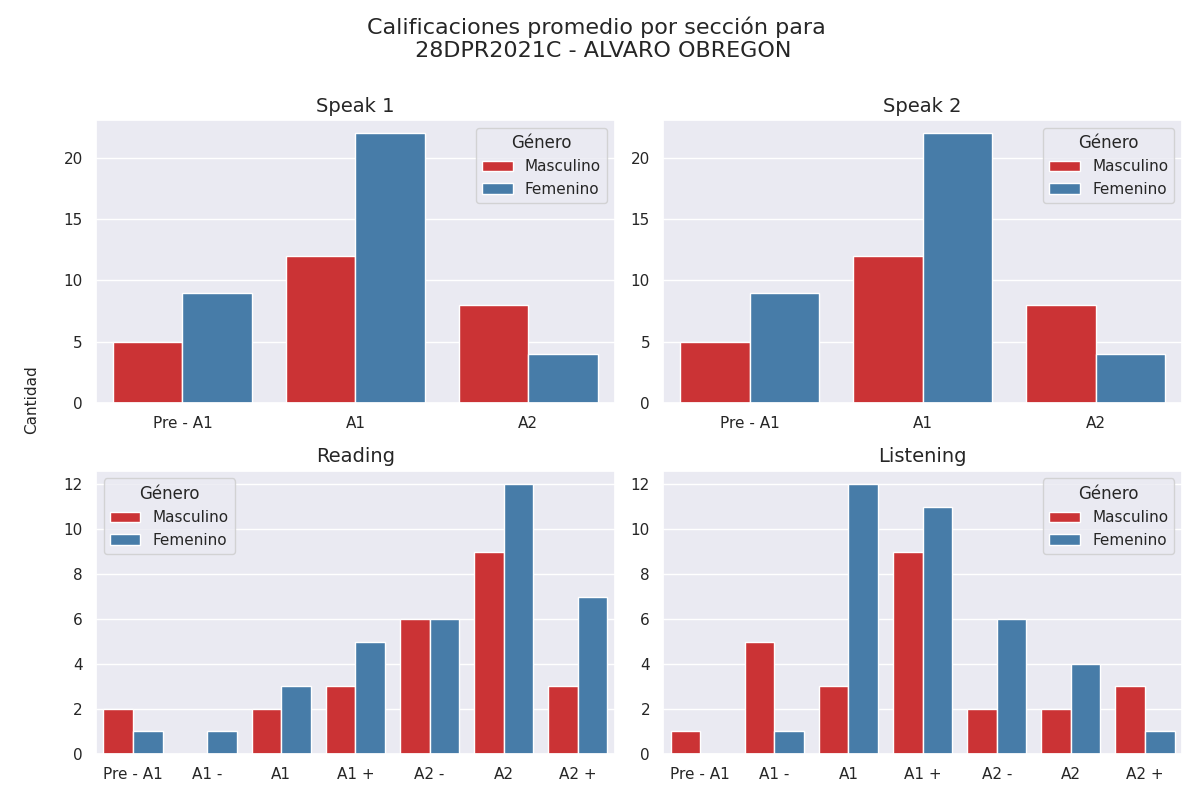 Calificaciones promedio por sección para
28DPR2021C - ALVARO OBREGON
Speak 1
Género
Masculino
Femenino
20
15
10
5
0
Pre - A1 A1 A2
Speak 2
Género
Masculino
Femenino
20
15
10
5
0
Pre - A1 A1 A2
Cantidad
Reading
Género
Masculino
Femenino
12
10
8
6
4
2
0
Pre - A1 A1 - A1 A1 + A2 - A2 A2 +
Listening
Género
Masculino
Femenino
12
10
8
6
4
2
0
Pre - A1 A1 - A1 A1 + A2 - A2 A2 +